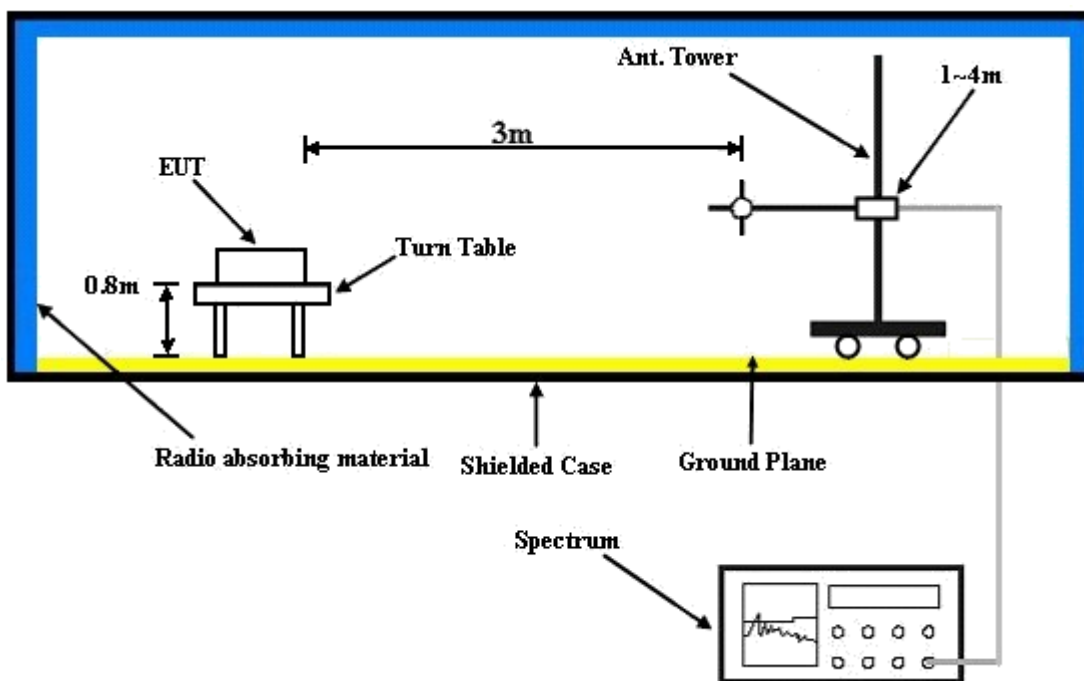 Ant. Tower
1~4m
3m
EUT
Turn Table
0.8m
Radio absorbing material
Shielded Case
Ground Plane
Spectrum